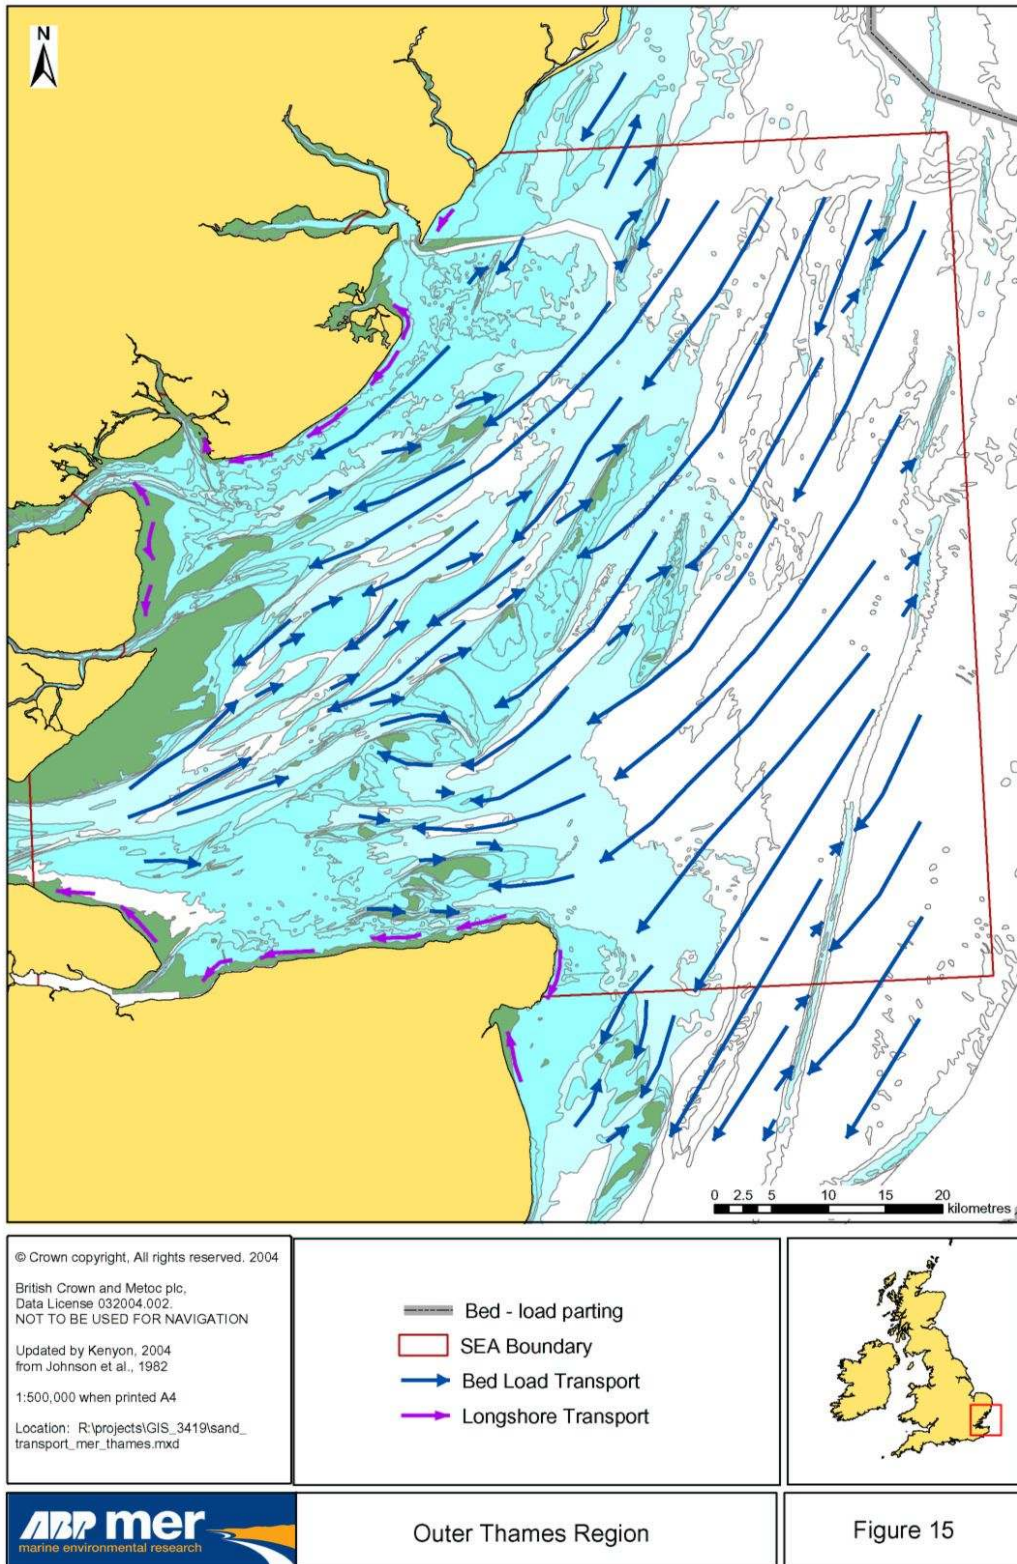 N
0 2.5 5 10 15 20
kilometres
© Crown copyright, All rights reserved. 2004
British Crown and Metoc plc,
Data License 032004.002.
NOT TO BE USED FOR NAVIGATION
Updated by Kenyon, 2004
from Johnson et al., 1982
1:500,000 when printed A4
Location: R:\projects\GIS_3419\sand_
transport_mer_thames.mxd
Bed - load parting
SEA Boundary
Bed Load Transport
Longshore Transport
ABP mer
marine environmental research
Outer Thames Region
Figure 15